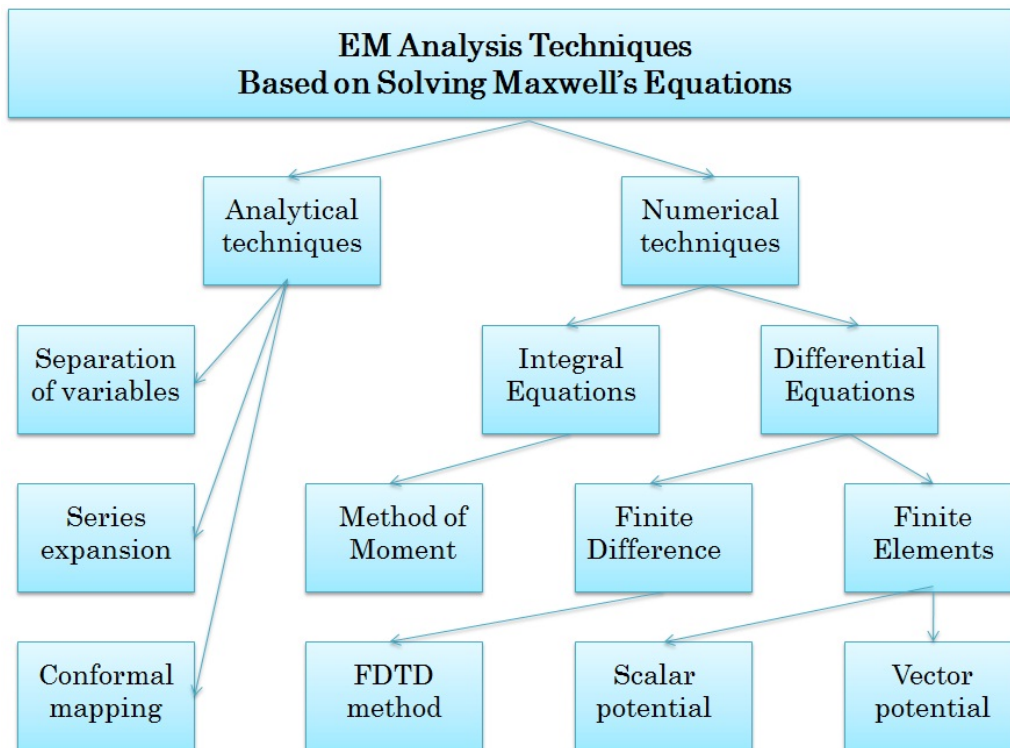 EM Analysis Techniques
Based on Solving Maxwell's Equations
Analytical
techniques
Numerical
techniques
Separation
of variables
Integral
Equations
Differential
Equations
Series
expansion
Method of
Moment
Finite
Difference
Finite
Elements
Conformal
mapping
FDTD
method
Scalar
potential
Vector
potential